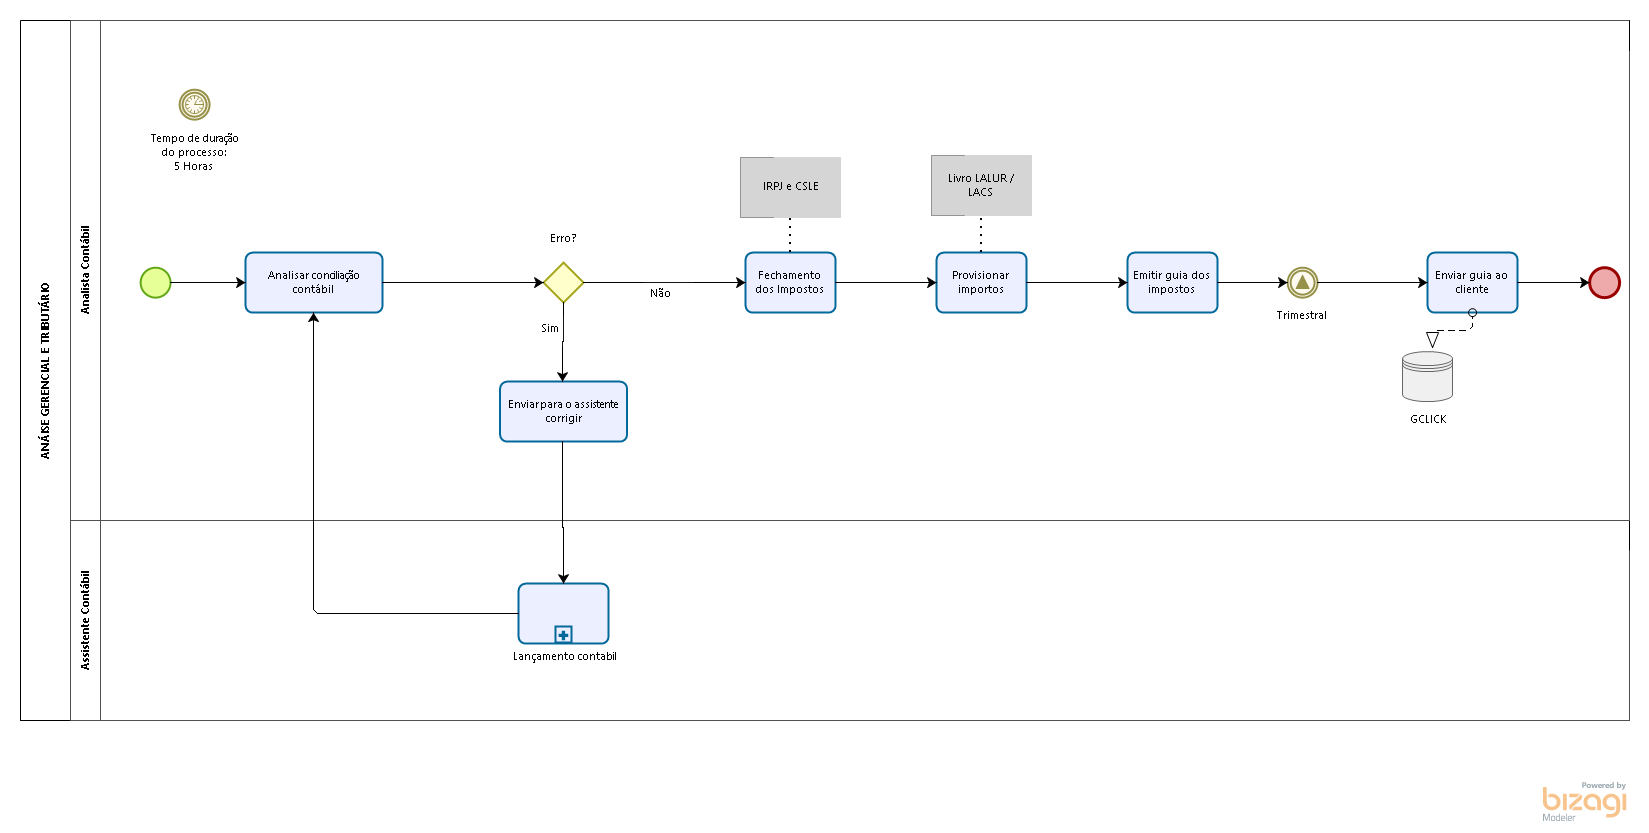 ANÁISE GERENCIAL E TRIBUTÁRIO
Analista Contábil
Tempo de duração
do processo:
5 Horas
Analisar conciliação
contábil
Erro?
Não
Sim
Enviar para o assistente
corrigir
IRPJ e CSLE
Fechamento
dos Impostos
Livro LALUR /
LACS
Provisionar
importos
Emitir guia dos
impostos
Trimestral
Enviar guia ao
cliente
GCLICK
Assistente Contábil
Lançamento contabil
Powered by
bizagi
Modeler